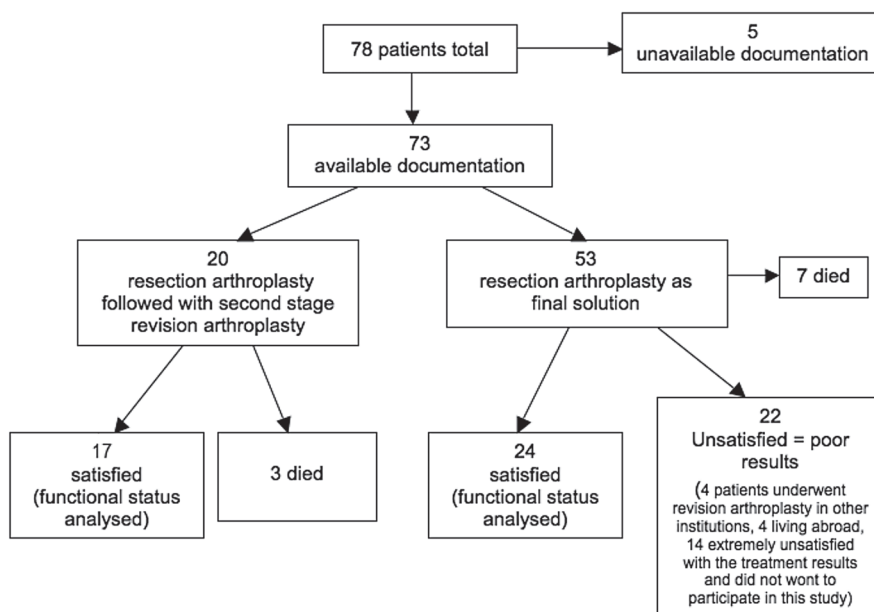 78 patients total
5
unavailable documentation
73
available documentation
20
resection arthroplasty
followed with second stage
revision arthroplasty
53
resection arthroplasty as
final solution
7 died
17
satisfied
(functional status
analysed)
3 died
24
satisfied
(functional status
analysed)
22
Unsatisfied = poor
results
(4 patients underwent
revision arthroplasty in other
institutions, 4 living abroad,
14 extremely unsatisfied
with the treatment results
and did not wont to
participate in this study)